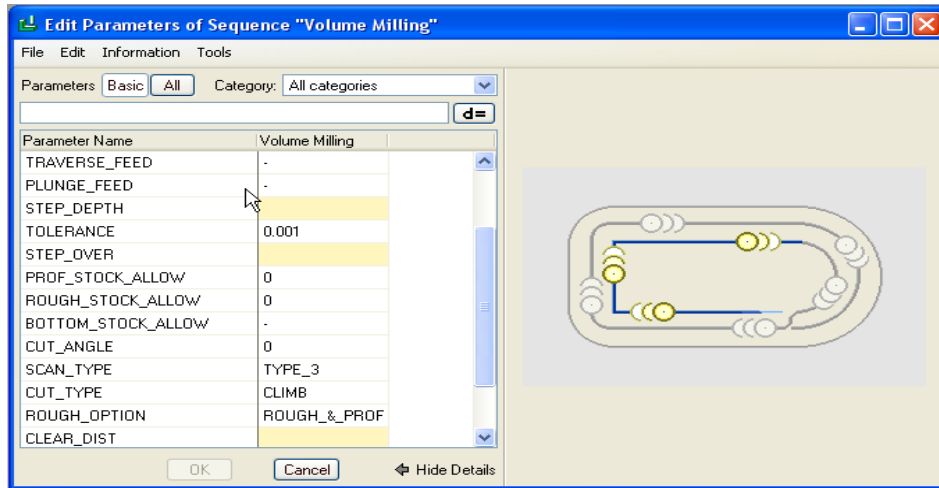 Edit Parameters of Sequence "Volume Milling"
File Edit Information Tools
Parameters Basic All Category: All categories
d=
Parameter Name Volume Milling
TRAVERSE_FEED -
PLUNGE_FEED -
STEP_DEPTH
TOLERANCE 0.001
STEP_OVER
PROF_STOCK_ALLOW 0
ROUGH_STOCK_ALLOW 0
BOTTOM_STOCK_ALLOW -
CUT_ANGLE 0
SCAN_TYPE TYPE_3
CUT_TYPE CLIMB
ROUGH_OPTION ROUGH_&_PROF
CLEAR_DIST
OK Cancel Hide Details